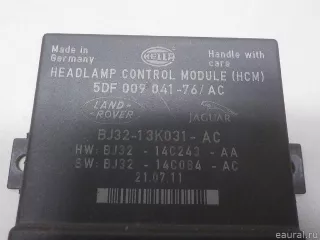 Made in Germany
HELLA
Handle with care
HEADLAMP CONTROL MODULE (HCM)
5DF 009 041-76/AC
LAND-ROVER
JAGUAR
BJ32-13K031-AC
HW: BJ32 - 14C243 - AA
SW: BJ32 - 14C084 - AC
21.07.11
eaural.ru